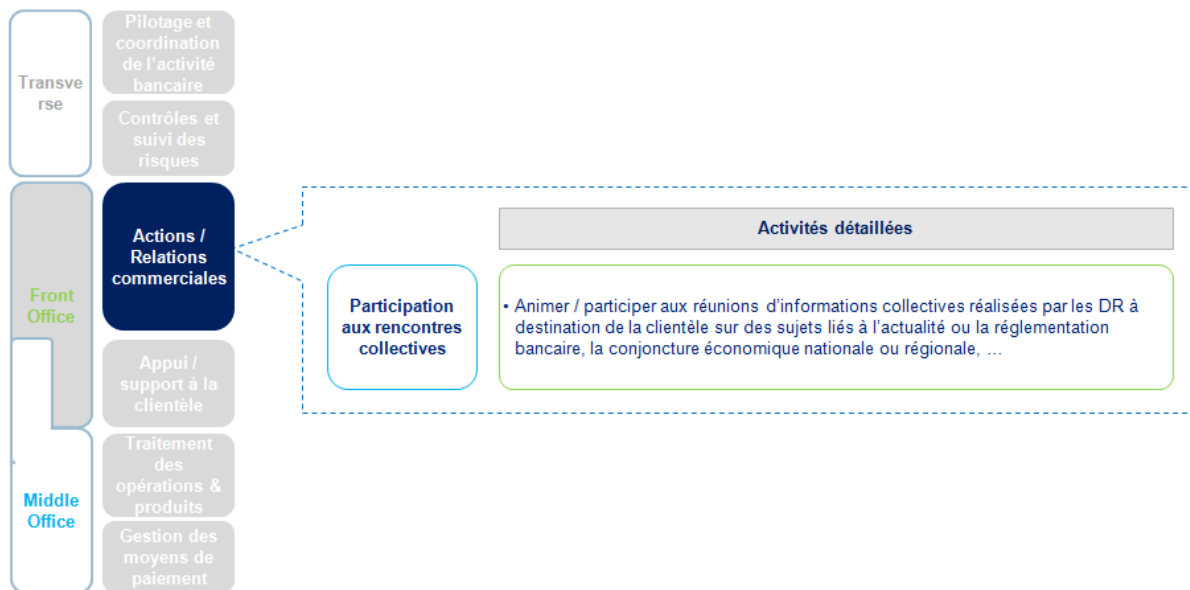 Transve
rse
Pilotage et
coordination
de l’activité
bancaire
Contrôles et
suivi des
risques
Front
Office
Actions /
Relations
commerciales
Appui /
support à la
clientèle
Middle
Office
Traitement
des
opérations &
produits
Gestion des
moyens de
paiement
Activités détaillées
Participation
aux rencontres
collectives
• Animer / participer aux réunions d’informations collectives réalisées par les DR à
destination de la clientèle sur des sujets liés à l’actualité ou la réglementation
bancaire, la conjoncture économique nationale ou régionale, …